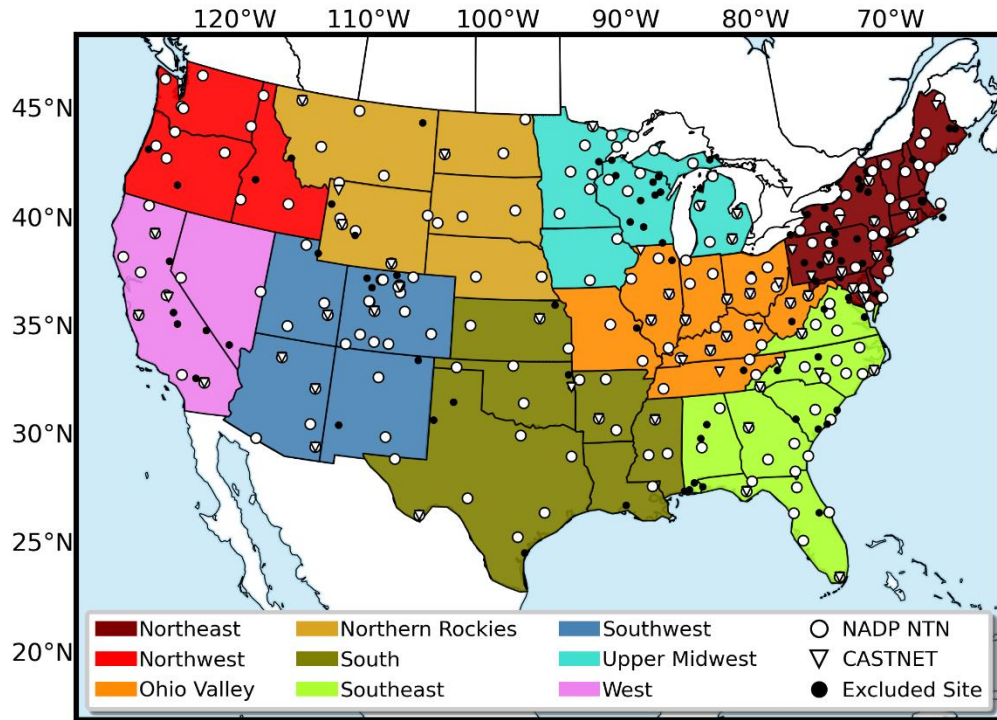 120°W 110°W 100°W 90°W 80°W 70°W
45°N
40°N
35°N
30°N
25°N
20°N
Northeast Northern Rockies Southwest NADP NTN
Northwest South Upper Midwest CASTNET
Ohio Valley Southeast West Excluded Site